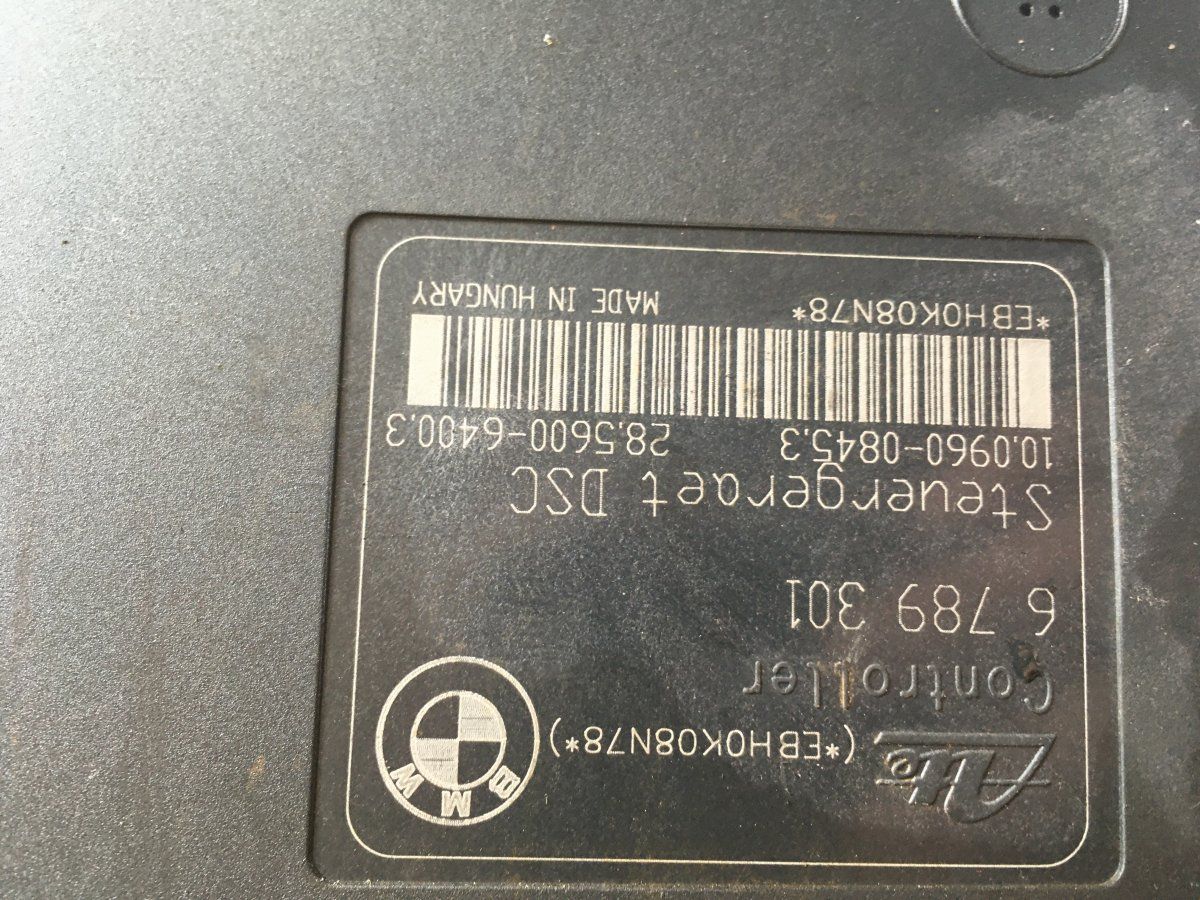 Ate (*EBH0K08N78*) BMW
Controller
6 789 301
Steuergeraet DSC
10.0960-0845.3 28.5600-6400.3
*EBH0K08N78* MADE IN HUNGARY